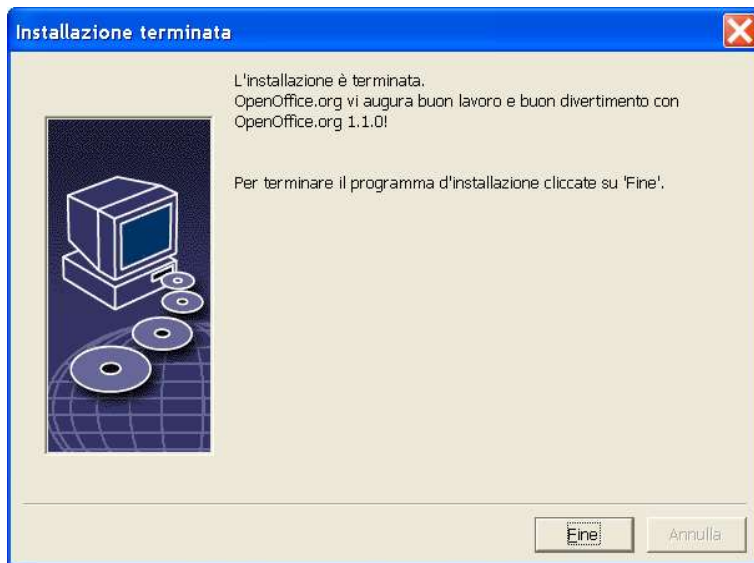 Installazione terminata
L'installazione è terminata.
OpenOffice.org vi augura buon lavoro e buon divertimento con
OpenOffice.org 1.1.0!
Per terminare il programma d'installazione cliccate su 'Fine'.
Fine
Annulla